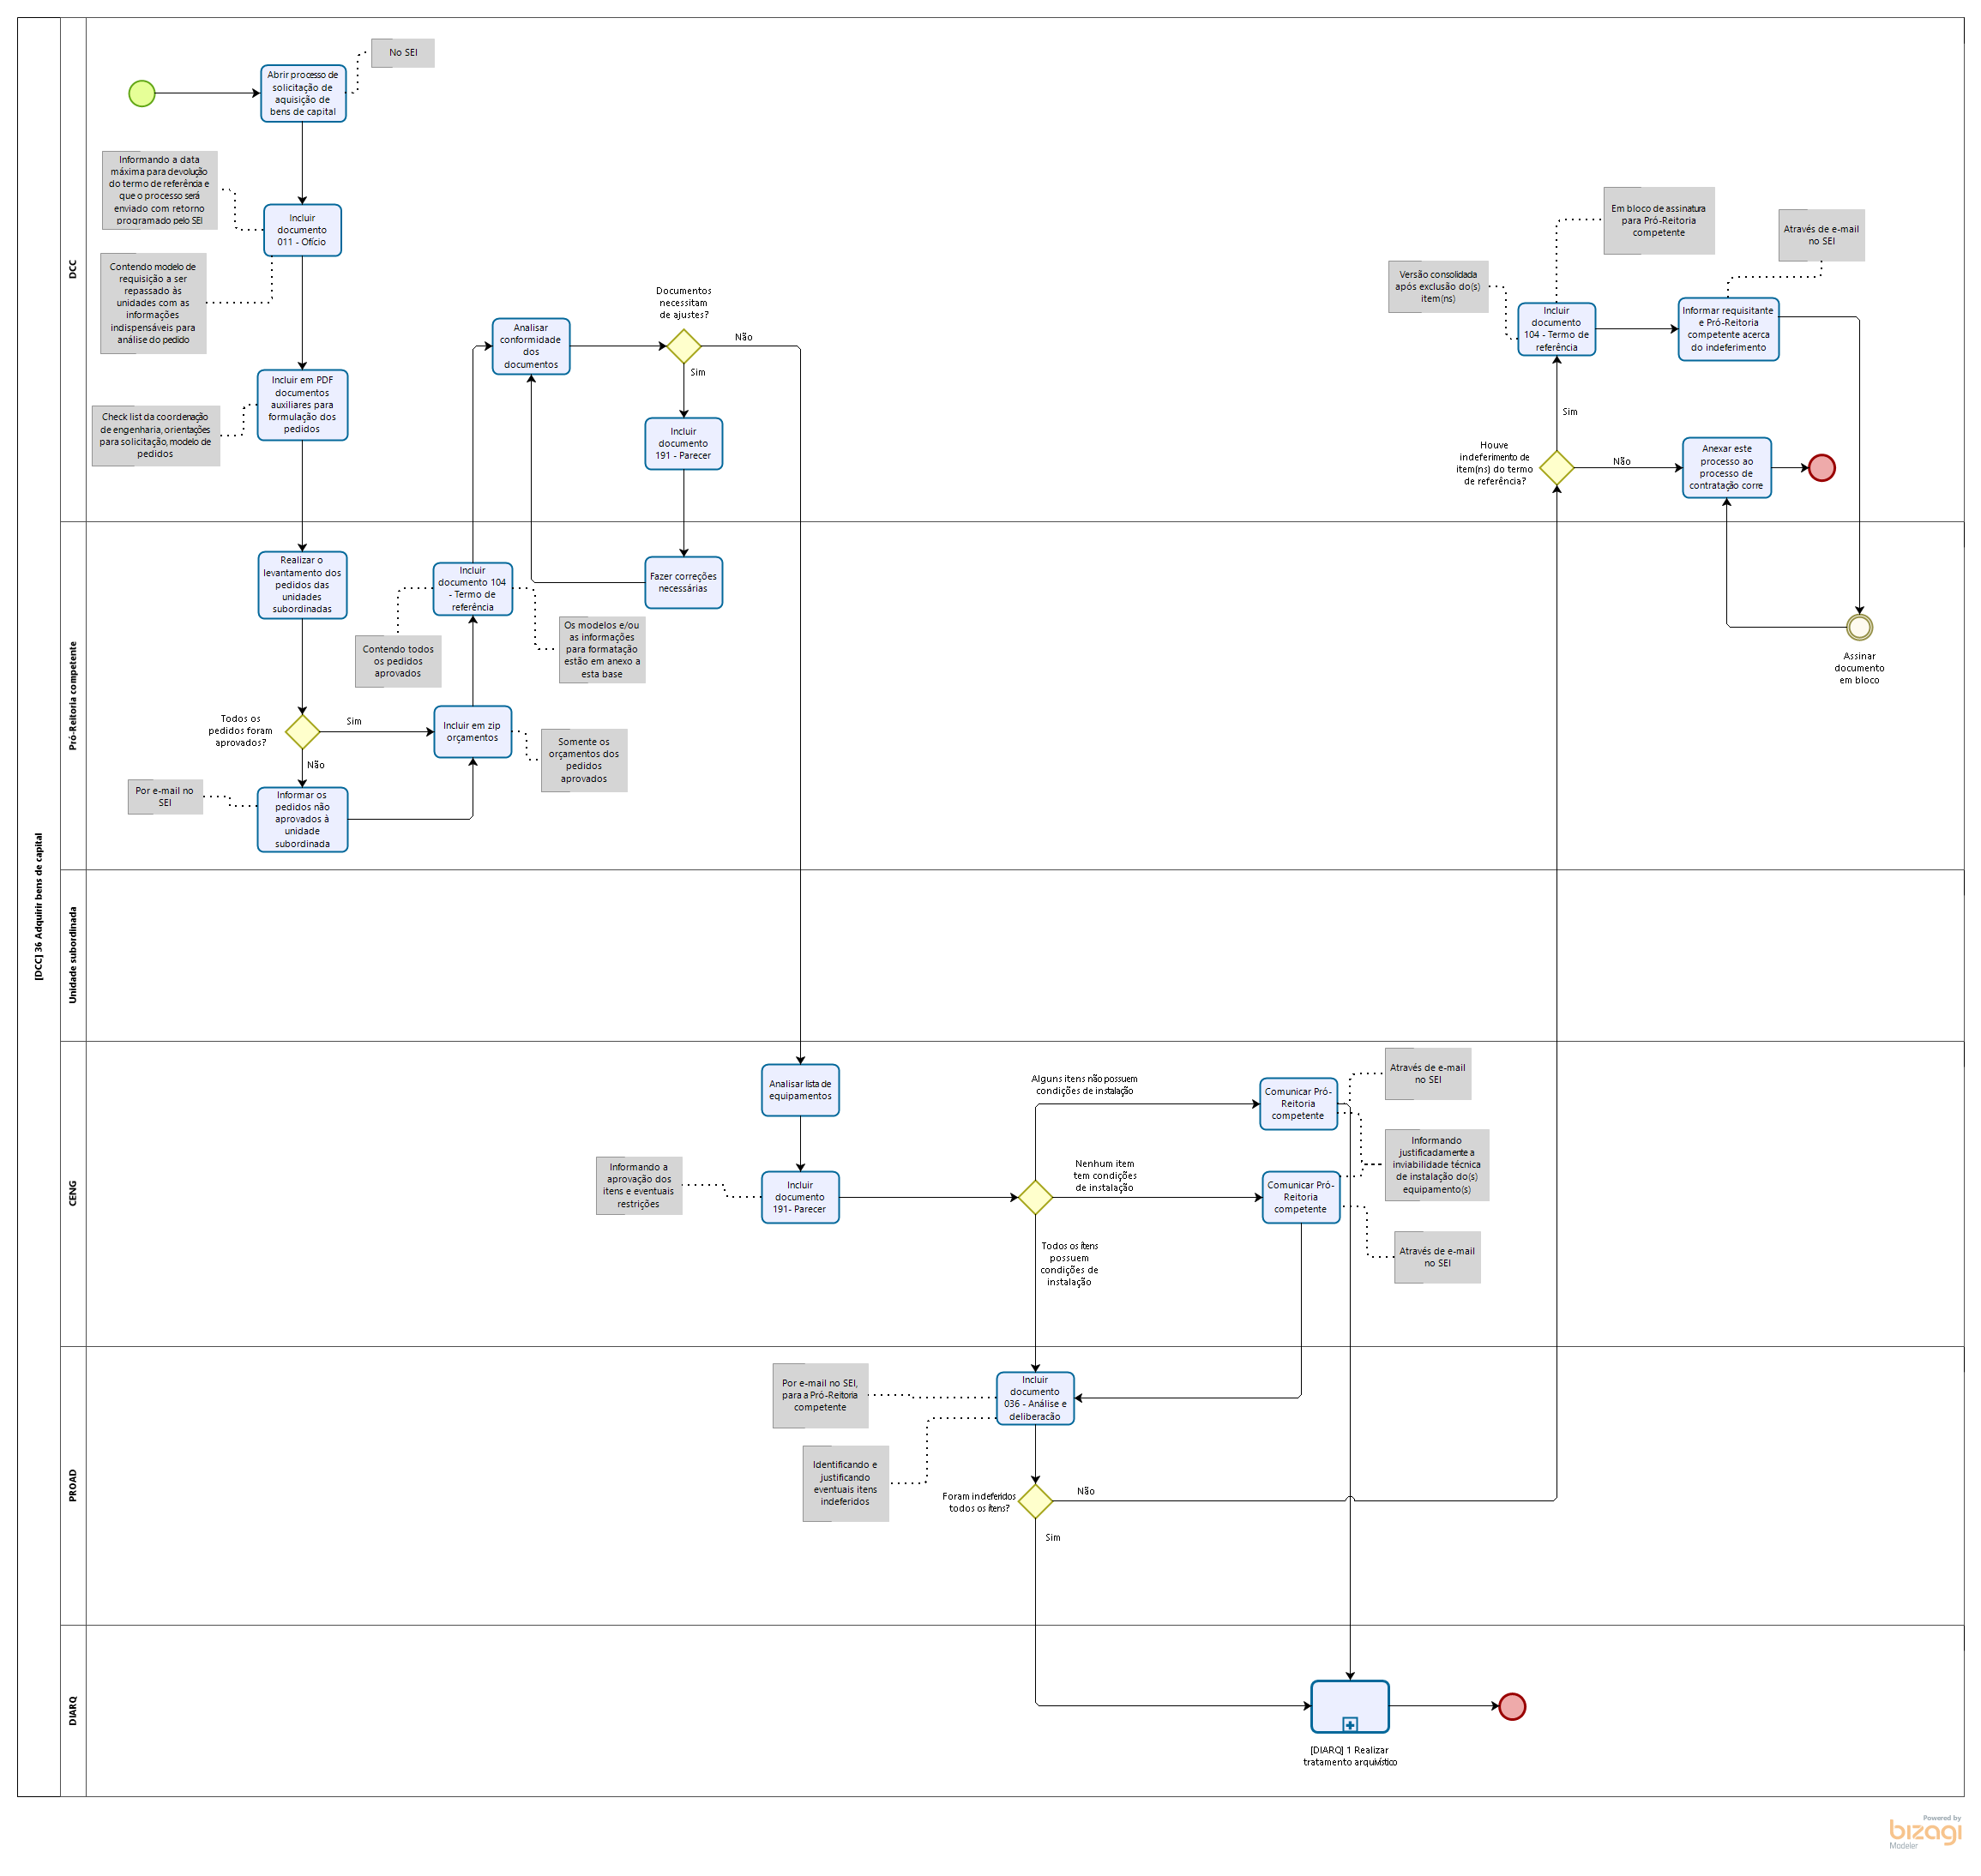 [DCC] 36 Adquirir bens de capital
DCC
No SEI
Abrir processo de
solicitação de
aquisição de
bens de capital
Informando a data
máxima para devolução
do termo de referência e
que o processo será
enviado com retorno
programado pelo SEI
Incluir
documento
011 - Ofício
Contendo modelo de
requisição a ser
repassado às
unidades com as
informações
indispensáveis para
análise do pedido
Incluir em PDF
documentos
auxiliares para
formulação dos
pedidos
Check list da coordenação
de engenharia, orientações
para solicitação, modelo de
pedidos
Analisar
conformidade
dos
documentos
Documentos
necessitam
de ajustes?
Não
Sim
Incluir
documento
191 - Parecer
Em bloco de assinatura
para Pró-Reitoria
competente
Através de e-mail
no SEI
Versão consolidada
após exclusão do(s)
item(ns)
Incluir
documento
104 - Termo de
referência
Informar requisitante
e Pró-Reitoria
competente acerca
do indeferimento
Sim
Houve
indeferimento de
item(ns) do termo
de referência?
Não
Anexar este
processo ao
processo de
contratação corre
Pró-Reitoria competente
Realizar o
levantamento dos
pedidos das
unidades
subordinadas
Incluir
documento 104
- Termo de
referência
Fazer correções
necessárias
Contendo todos
os pedidos
aprovados
Os modelos e/ou
as informações
para formatação
estão em anexo a
esta base
Assinar
documento
em bloco
Todos os
pedidos foram
aprovados?
Sim
Não
Incluir em zip
orçamentos
Somente os
orçamentos dos
pedidos
aprovados
Por e-mail no
SEI
Informar os
pedidos não
aprovados à
unidade
subordinada
Unidade subordinada
CENG
Analisar lista de
equipamentos
Informando a
aprovação dos
itens e eventuais
restrições
Incluir
documento
191- Parecer
Alguns itens não possuem
condições de instalação
Comunicar Pró-
Reitoria
competente
Através de e-mail
no SEI
Nenhum item
tem condições
de instalação
Comunicar Pró-
Reitoria
competente
Informando
justificadamente a
inviabilidade técnica
de instalação do(s)
equipamento(s)
Todos os ítens
possuem
condições de
instalação
Através de e-mail
no SEI
PROAD
Por e-mail no SEI,
para a Pró-Reitoria
competente
Incluir
documento
036 - Análise e
deliberacão
Identificando e
justificando
eventuais itens
indeferidos
Foram indeferidos
todos os ítens?
Não
Sim
DIARQ
[DIARQ] 1 Realizar
tratamento arquivístico
Powered by
bizagi
Modeler